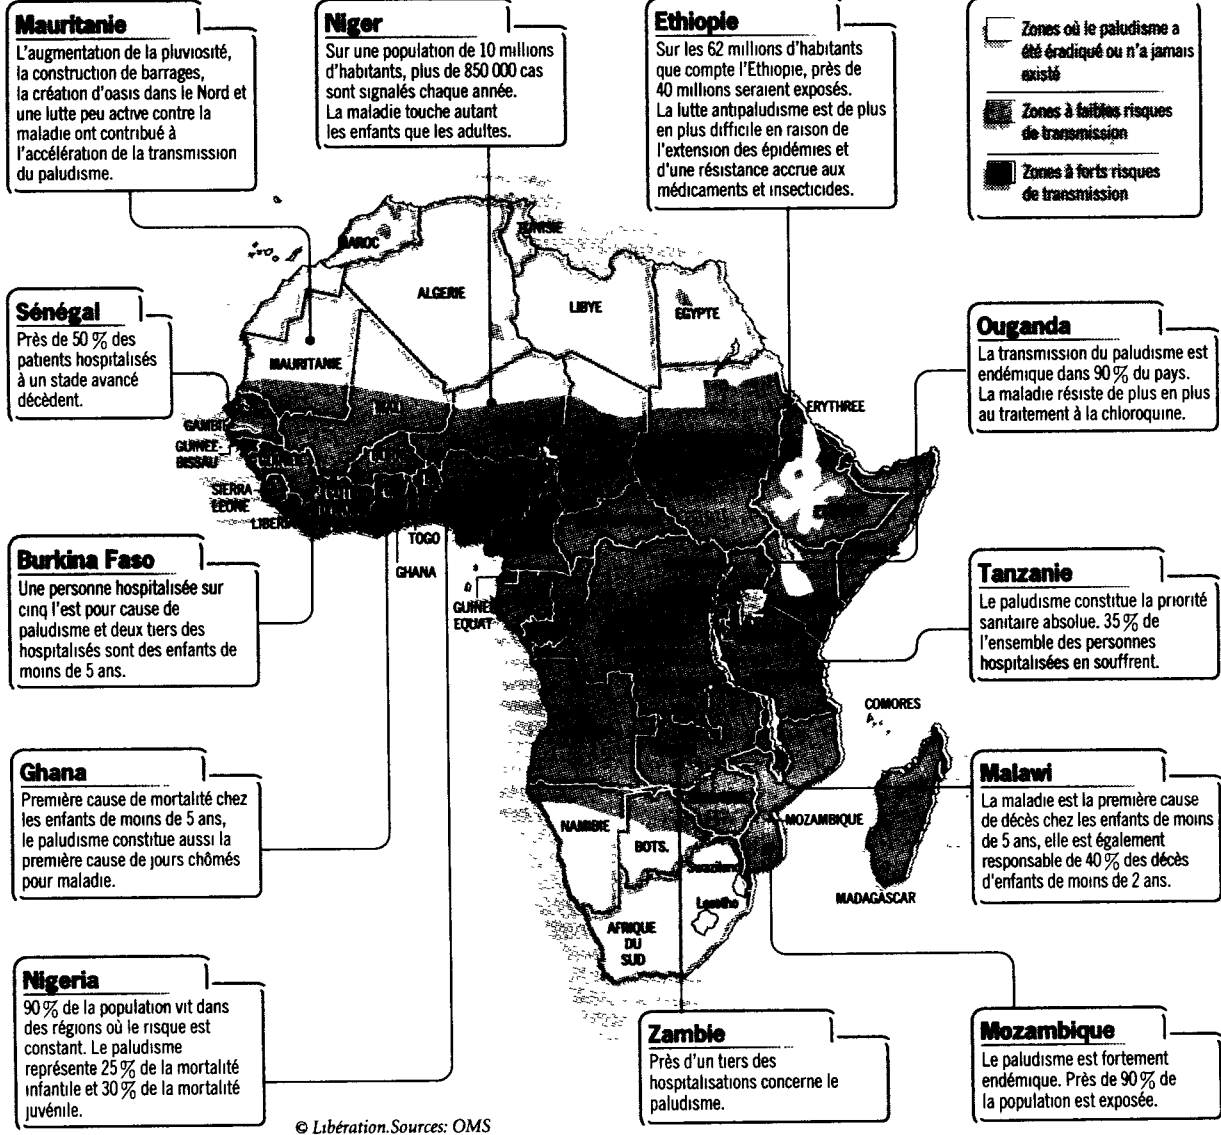 Mauritanie
L'augmentation de la pluviosité,
la construction de barrages,
la création d'oasis dans le Nord et
une lutte peu active contre la
maladie ont contribué à
l'accélération de la transmission
du paludisme.
Niger
Sur une population de 10 millions
d'habitants, plus de 850 000 cas
sont signalés chaque année.
La maladie touche autant
les enfants que les adultes.
Ethiopie
Sur les 62 millions d'habitants
que compte l'Ethiopie, près de
40 millions seraient exposés.
La lutte antipaludisme est de plus
en plus difficile en raison de
l'extension des épidémies et
d'une résistance accrue aux
médicaments et insecticides.
Zones où le paludisme a
été éradiqué ou n'a jamais
existé
Zones à faibles risques
de transmission
Zones à forts risques
de transmission
Sénégal
Près de 50 % des
patients hospitalisés
à un stade avancé
décèdent.
Ouganda
La transmission du paludisme est
endémique dans 90 % du pays.
La maladie résiste de plus en plus
au traitement à la chloroquine.
MAROC
TUNISIE
ALGERIE
LIBYE
EGYPTE
MAURITANIE
MALI
ERYTHREE
GAMBIE
GUINEE-
BISSAU
SIERRA
LEONE
LIBERIA
TOGO
GHANA
GUINEE
EQUAT
Burkina Faso
Une personne hospitalisée sur
cinq l'est pour cause de
paludisme et deux tiers des
hospitalisés sont des enfants de
moins de 5 ans.
Tanzanie
Le paludisme constitue la priorité
sanitaire absolue. 35 % de
l'ensemble des personnes
hospitalisées en souffrent.
COMORES
Ghana
Première cause de mortalité chez
les enfants de moins de 5 ans,
le paludisme constitue aussi la
première cause de jours chômés
pour maladie.
Malawi
La maladie est la première cause
de décès chez les enfants de moins
de 5 ans, elle est également
responsable de 40 % des décès
d'enfants de moins de 2 ans.
NAMIBIE
BOTS.
MOZAMBIQUE
Swaziland
Lesotho
MADAGASCAR
AFRIQUE
DU
SUD
Nigeria
90 % de la population vit dans
des régions où le risque est
constant. Le paludisme
représente 25 % de la mortalité
infantile et 30 % de la mortalité
juvénile.
Zambie
Près d'un tiers des
hospitalisations concerne le
paludisme.
Mozambique
Le paludisme est fortement
endémique. Près de 90 % de
la population est exposée.
© Libération.Sources: OMS